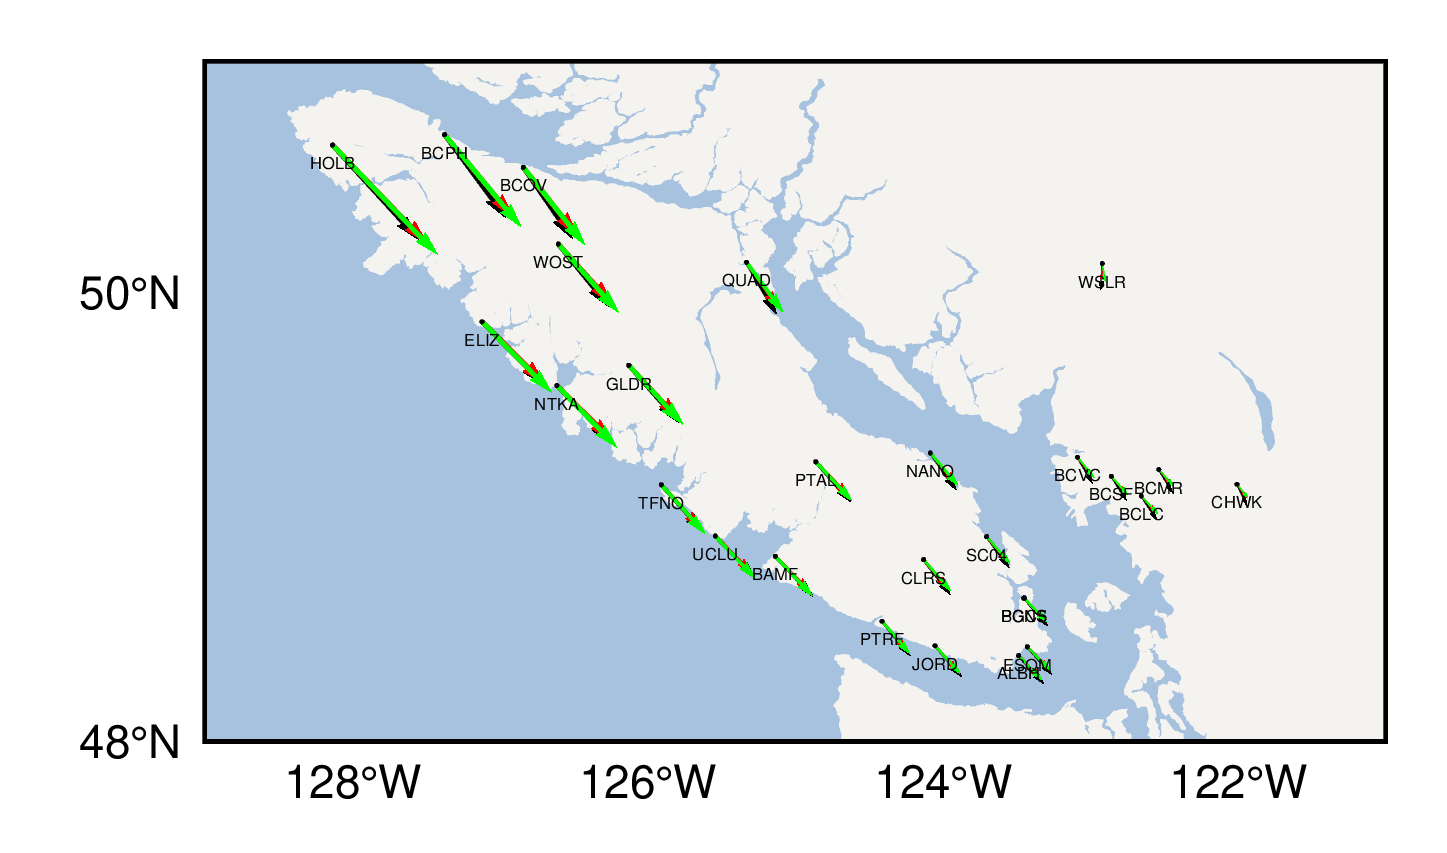 BCPH
HOLB
BCOV
WOST
QUAD
WSLR
50°N
ELIZ
GLDR
NTKA
NANO
BCVC
PTAL
BCMR
BCSF
CHWK
TFNO
BCLC
UCLU
SC04
BAMF
CLRS
PTRF
JORD
ESQM
ALBH
48°N
128°W
126°W
124°W
122°W